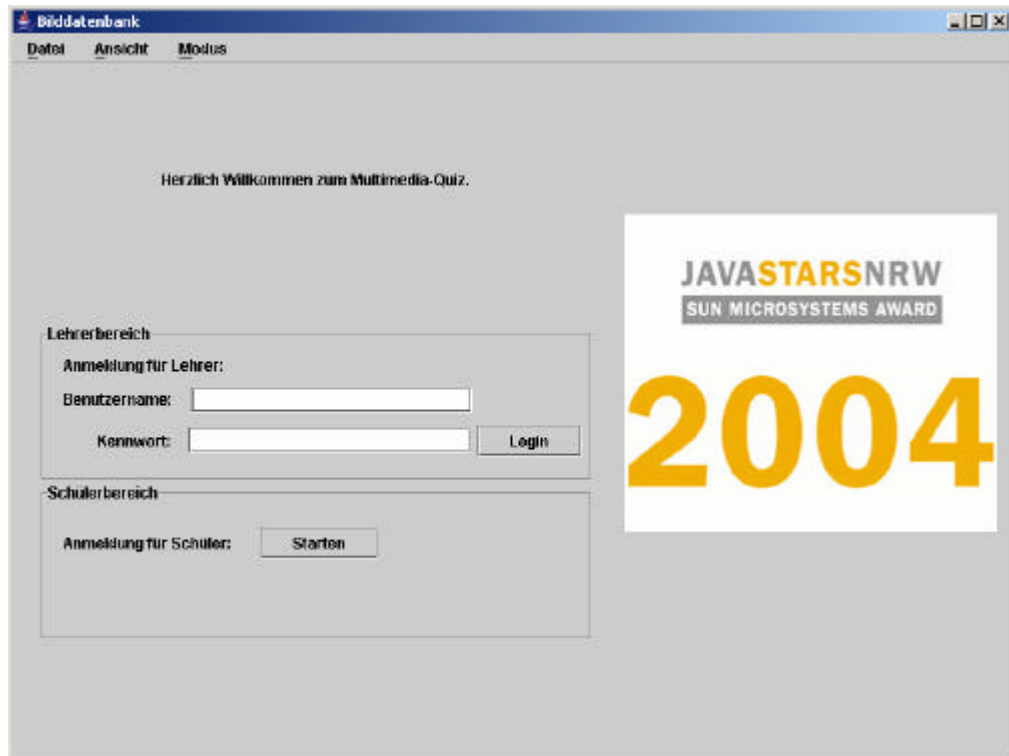 Bilddatenbank
Datei Ansicht Modus
Herzlich Willkommen zum Multimedia-Quiz.
JAVASTARSNRW
SUN MICROSYSTEMS AWARD
2004
Lehrerbereich
Anmeldung für Lehrer:
Benutzername:
Kennwort: Login
Schülerbereich
Anmeldung für Schüler: Starten